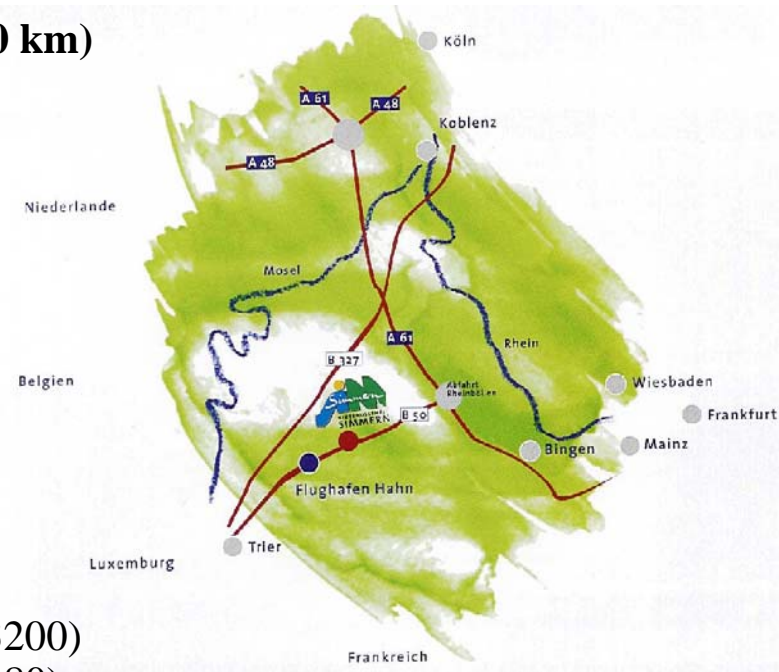 0 km)
Köln
A 61
A 48
Koblenz
A 48
Niederlande
Mosel
Rhein
A 61
B 327
Belgien
Abfahrt
Rheinböllen
Wiesbaden
Simmern
SIMMERN
B 50
Frankfurt
Mainz
Bingen
Flughafen Hahn
Trier
Luxemburg
200)
Frankreich